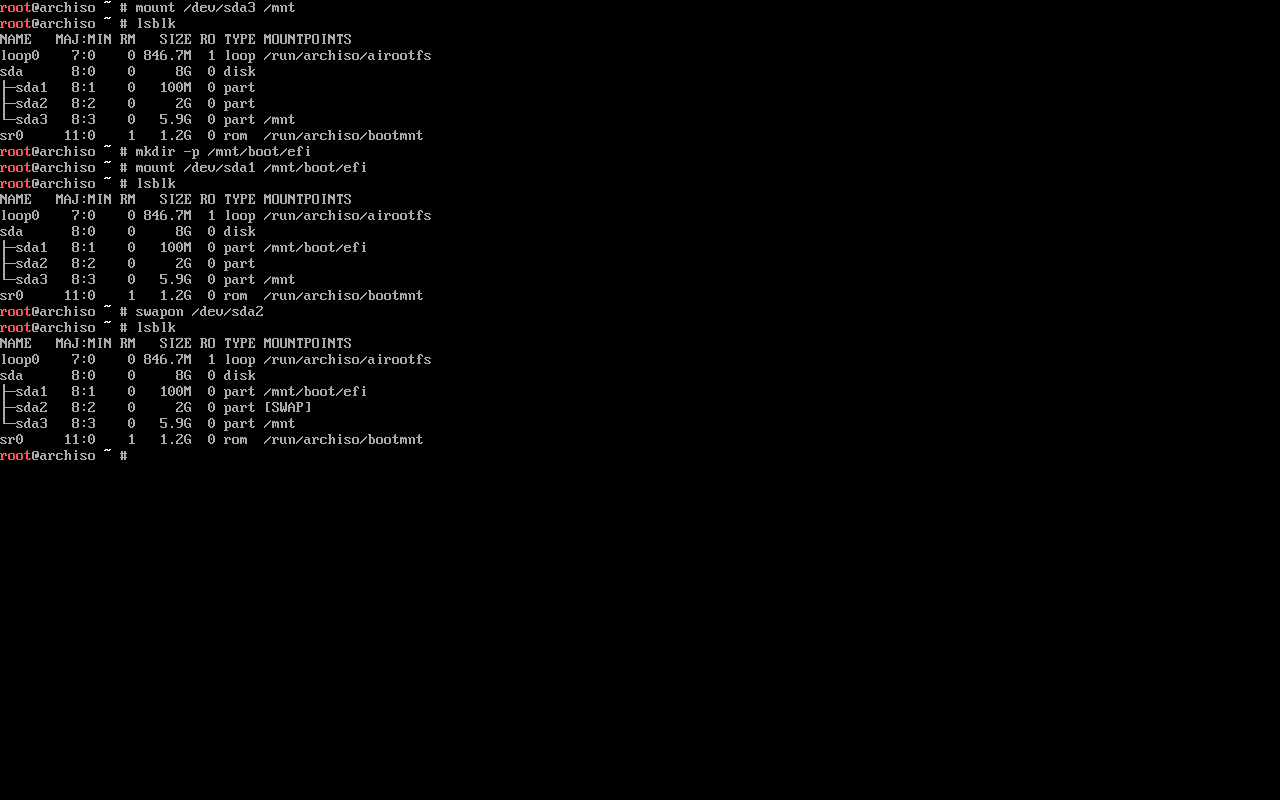 root@archiso ~ # mount /dev/sda3 /mnt
root@archiso ~ # lsblk
NAME   MAJ:MIN RM   SIZE RO TYPE MOUNTPOINTS
loop0    7:0    0 846.7M  1 loop /run/archiso/airootfs
sda      8:0    0     8G  0 disk
├─sda1   8:1    0   100M  0 part
├─sda2   8:2    0     2G  0 part
└─sda3   8:3    0   5.9G  0 part /mnt
sr0     11:0    1   1.2G  0 rom  /run/archiso/bootmnt
root@archiso ~ # mkdir -p /mnt/boot/efi
root@archiso ~ # mount /dev/sda1 /mnt/boot/efi
root@archiso ~ # lsblk
NAME   MAJ:MIN RM   SIZE RO TYPE MOUNTPOINTS
loop0    7:0    0 846.7M  1 loop /run/archiso/airootfs
sda      8:0    0     8G  0 disk
├─sda1   8:1    0   100M  0 part /mnt/boot/efi
├─sda2   8:2    0     2G  0 part
└─sda3   8:3    0   5.9G  0 part /mnt
sr0     11:0    1   1.2G  0 rom  /run/archiso/bootmnt
root@archiso ~ # swapon /dev/sda2
root@archiso ~ # lsblk
NAME   MAJ:MIN RM   SIZE RO TYPE MOUNTPOINTS
loop0    7:0    0 846.7M  1 loop /run/archiso/airootfs
sda      8:0    0     8G  0 disk
├─sda1   8:1    0   100M  0 part /mnt/boot/efi
├─sda2   8:2    0     2G  0 part [SWAP]
└─sda3   8:3    0   5.9G  0 part /mnt
sr0     11:0    1   1.2G  0 rom  /run/archiso/bootmnt
root@archiso ~ #